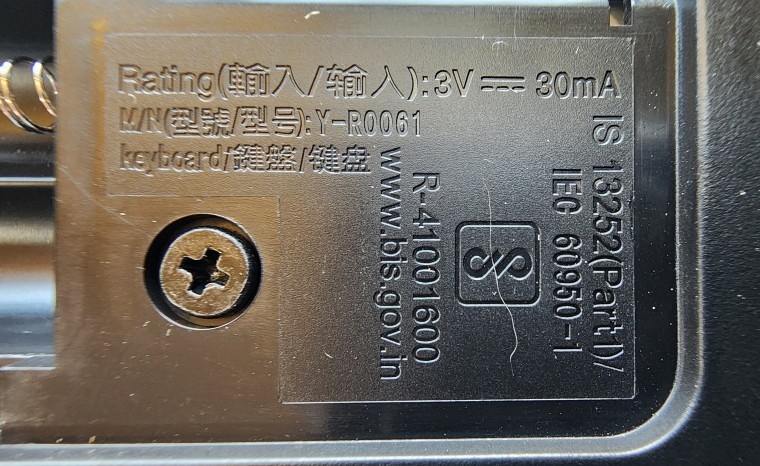 Rating(輸入/输入):3V ⎓ 30mA
M/N(型號/型号):Y-R0061
keyboard/鍵盤/键盘
IS 13252(Part1)/
IEC 60950-1
R-41001600
www.bis.gov.in